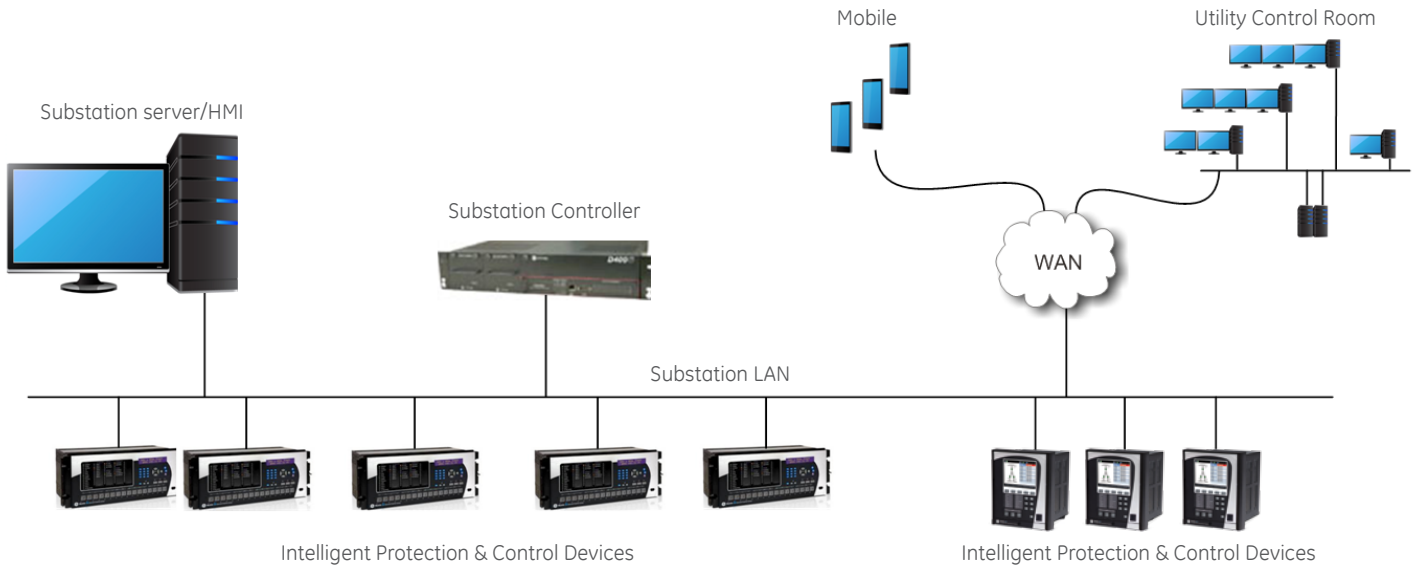 Mobile
Utility Control Room
Substation server/HMI
Substation Controller
D400
WAN
Substation LAN
Intelligent Protection & Control Devices
Intelligent Protection & Control Devices